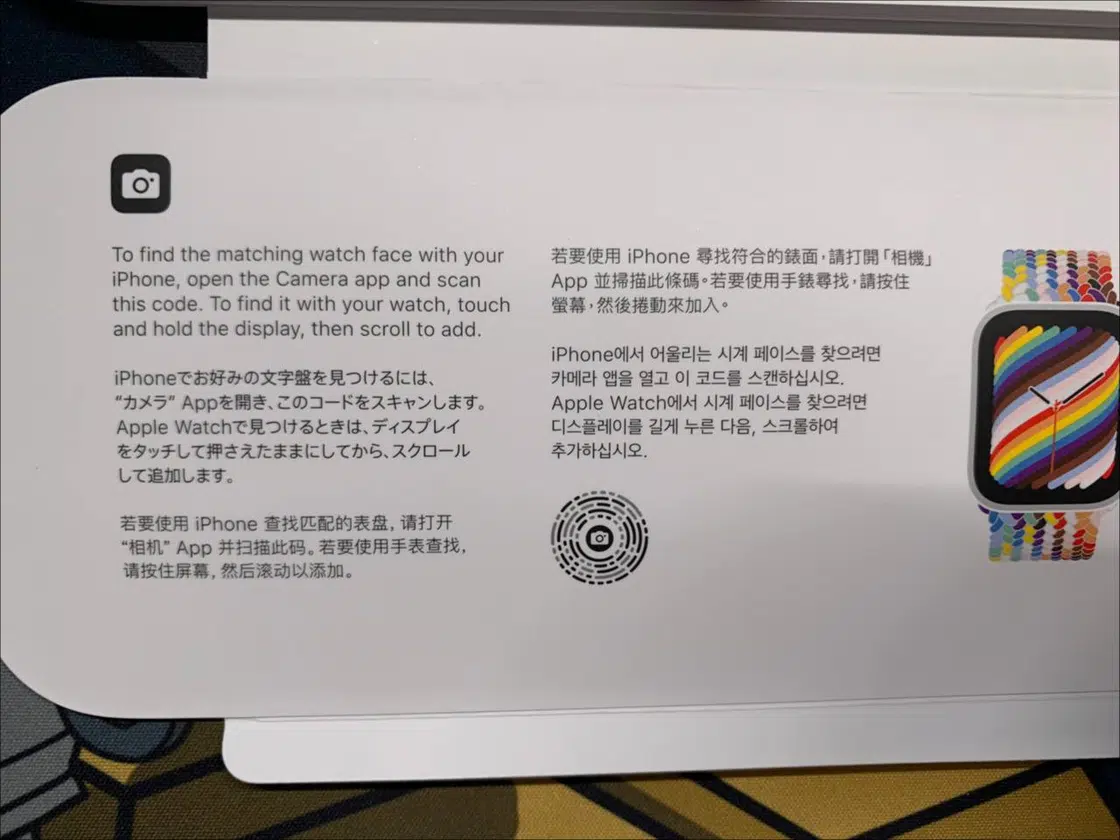 To find the matching watch face with your
iPhone, open the Camera app and scan
this code. To find it with your watch, touch
and hold the display, then scroll to add.
iPhoneでお好みの文字盤を見つけるには、
“カメラ” Appを開き、このコードをスキャンします。
Apple Watchで見つけるときは、ディスプレイ
をタッチして押さえたままにしてから、スクロール
して追加します。
若要使用 iPhone 查找匹配的表盘，请打开
“相机” App 并扫描此码。若要使用手表查找，
请按住屏幕，然后滚动以添加。
若要使用 iPhone 尋找符合的錶面，請打開「相機」
App 並掃描此條碼。若要使用手錶尋找，請按住
螢幕，然後捲動來加入。
iPhone에서 어울리는 시계 페이스를 찾으려면
카메라 앱을 열고 이 코드를 스캔하십시오.
Apple Watch에서 시계 페이스를 찾으려면
디스플레이를 길게 누른 다음, 스크롤하여
추가하십시오.